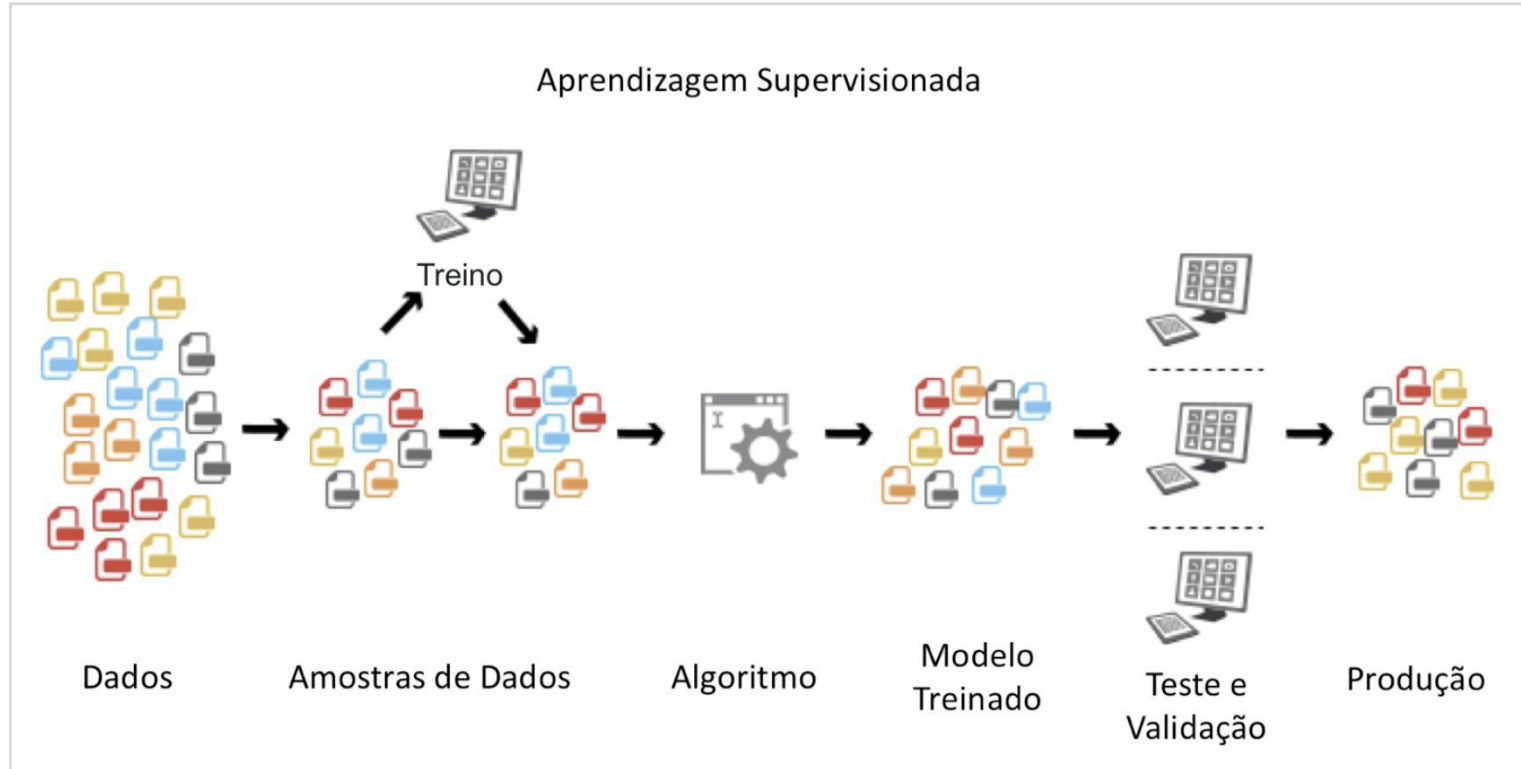 Aprendizagem Supervisionada
Treino
Dados
Amostras de Dados
Algoritmo
Modelo
Treinado
Teste e
Validação
Produção